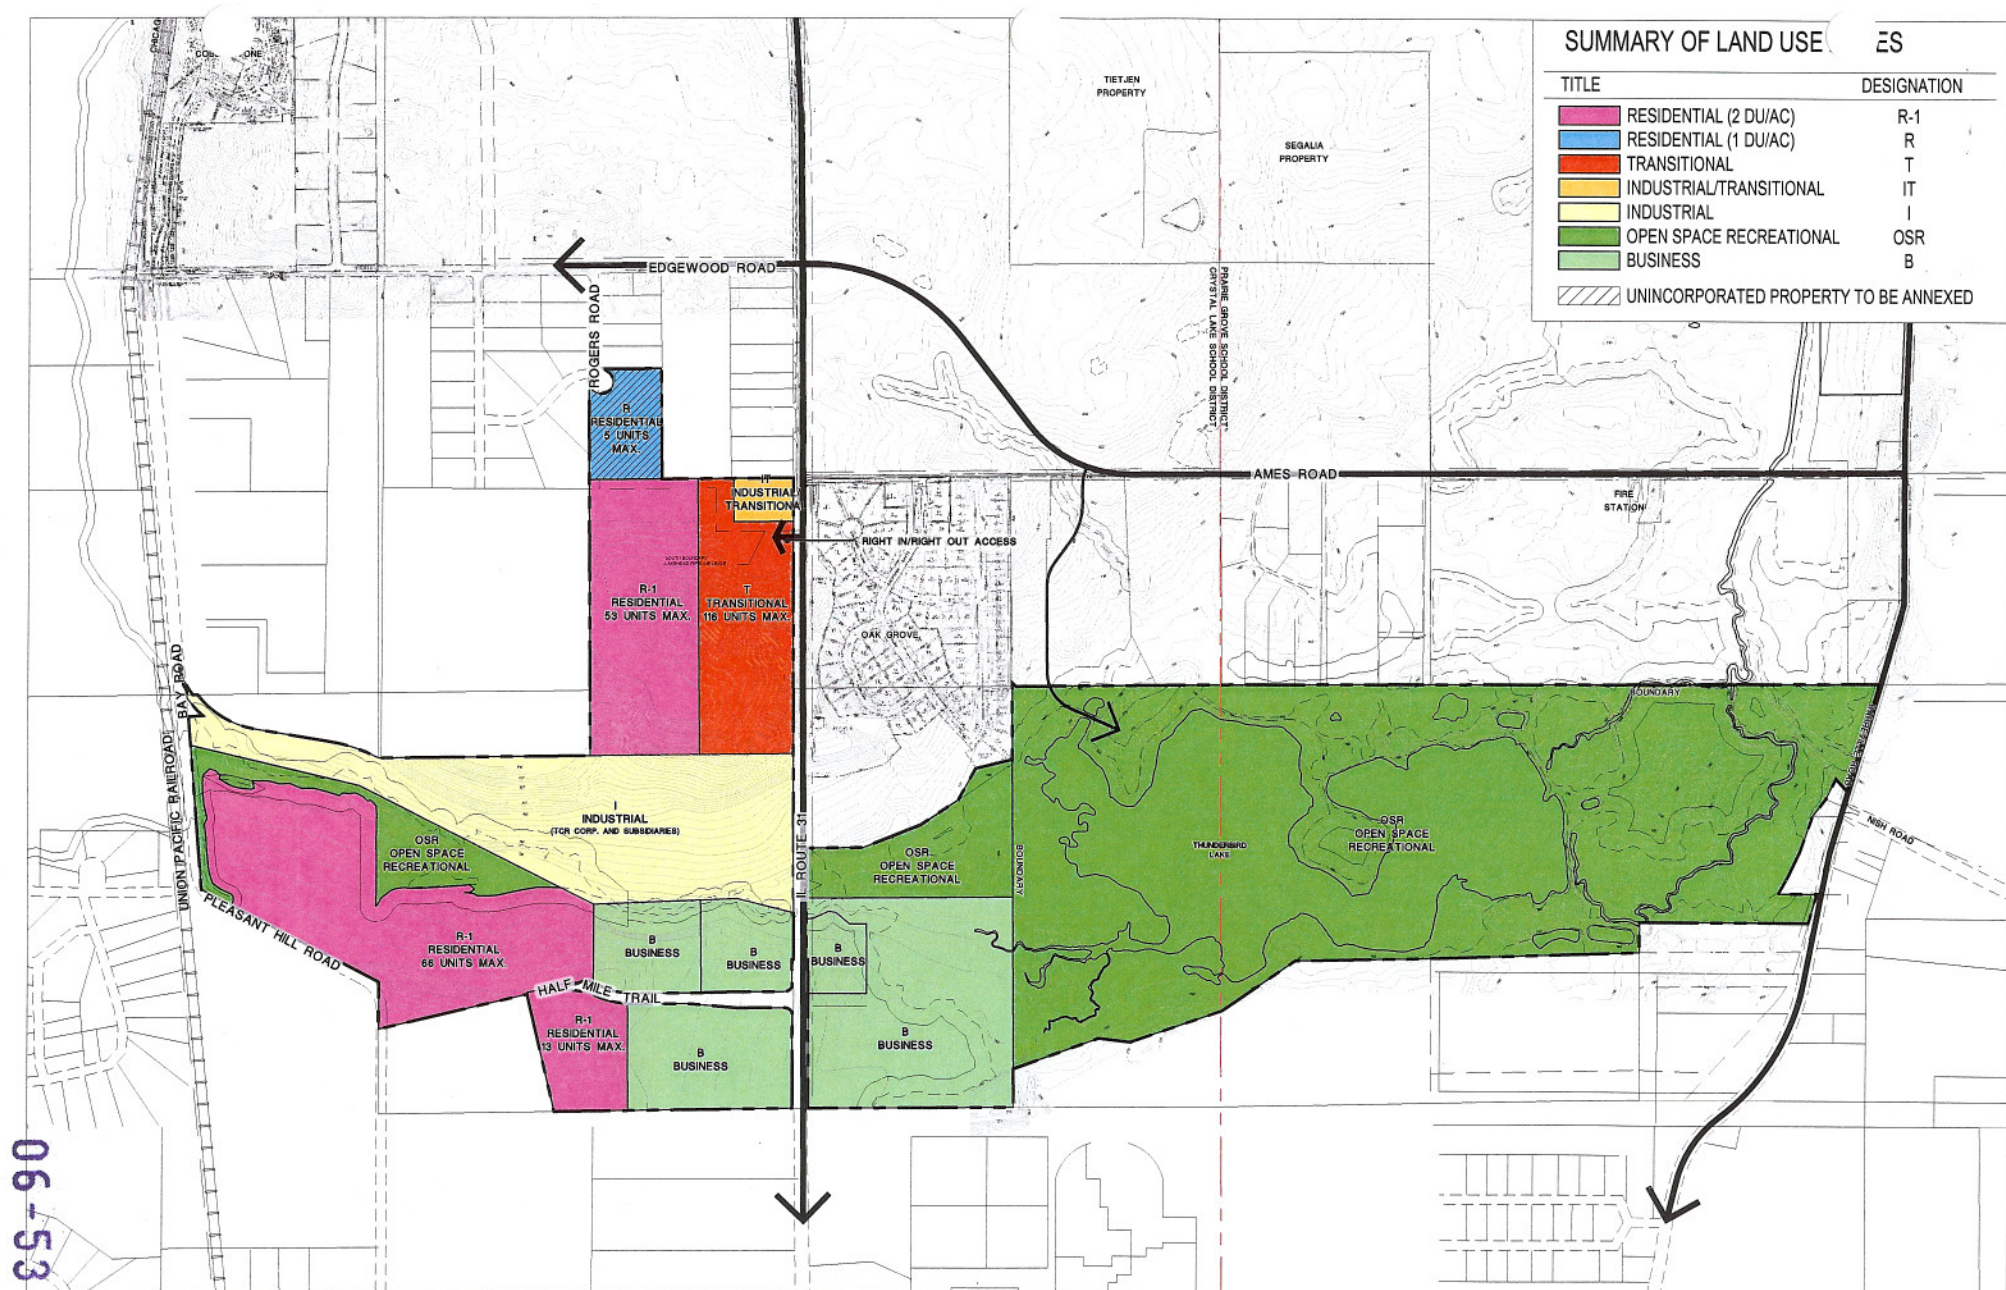 SUMMARY OF LAND USE
TITLE DESIGNATION
RESIDENTIAL (2 DU/AC) R-1
RESIDENTIAL (1 DU/AC) R
TRANSITIONAL T
INDUSTRIAL/TRANSITIONAL IT
INDUSTRIAL I
OPEN SPACE RECREATIONAL OSR
BUSINESS B
UNINCORPORATED PROPERTY TO BE ANNEXED
TIETJEN
PROPERTY
SEGALIA
PROPERTY
EDGEWOOD ROAD
ROGERS ROAD
PRAIRIE GROVE SCHOOL DISTRICT
CRYSTAL LAKE SCHOOL DISTRICT
R
RESIDENTIAL
5 UNITS
MAX.
AMES ROAD
FIRE
STATION
IT
INDUSTRIAL/
TRANSITIONA
RIGHT IN/RIGHT OUT ACCESS
R-1
RESIDENTIAL
53 UNITS MAX.
T
TRANSITIONAL
116 UNITS MAX.
OAK GROVE
BAY ROAD
UNION PACIFIC RAILROAD
BOUNDARY
I
INDUSTRIAL
(TCR CORP. AND SUBSIDIARIES)
IL ROUTE 31
OSR
OPEN SPACE
RECREATIONAL
OSR
OPEN SPACE
RECREATIONAL
BOUNDARY
THUNDERBIRD
LAKE
OSR
OPEN SPACE
RECREATIONAL
NISH ROAD
PLEASANT HILL ROAD
R-1
RESIDENTIAL
66 UNITS MAX.
B
BUSINESS
B
BUSINESS
B
BUSINESS
HALF MILE TRAIL
R-1
RESIDENTIAL
13 UNITS MAX.
B
BUSINESS
B
BUSINESS
06-53